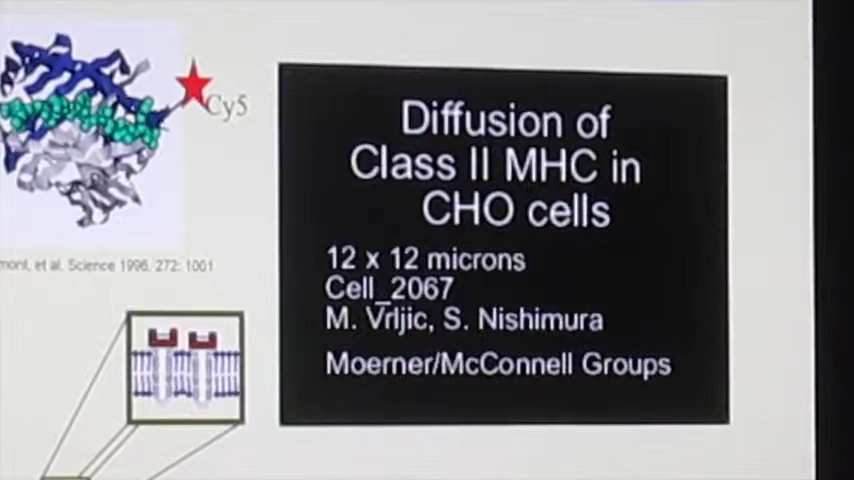 Cy5
Diffusion of
Class II MHC in
CHO cells
12 x 12 microns
Cell_2067
M. Vrljic, S. Nishimura
Moerner/McConnell Groups
et al. Science 1996, 272: 1001